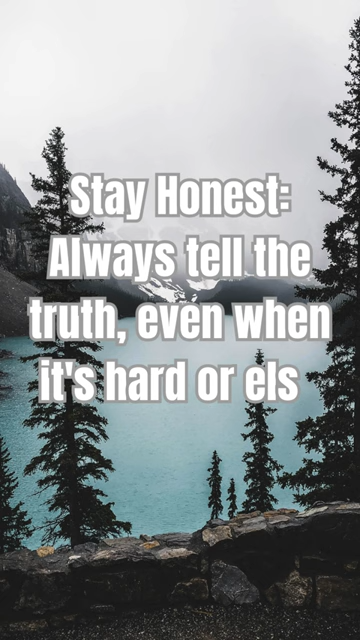 Stay Honest:
Always tell the
truth, even when
it's hard or els